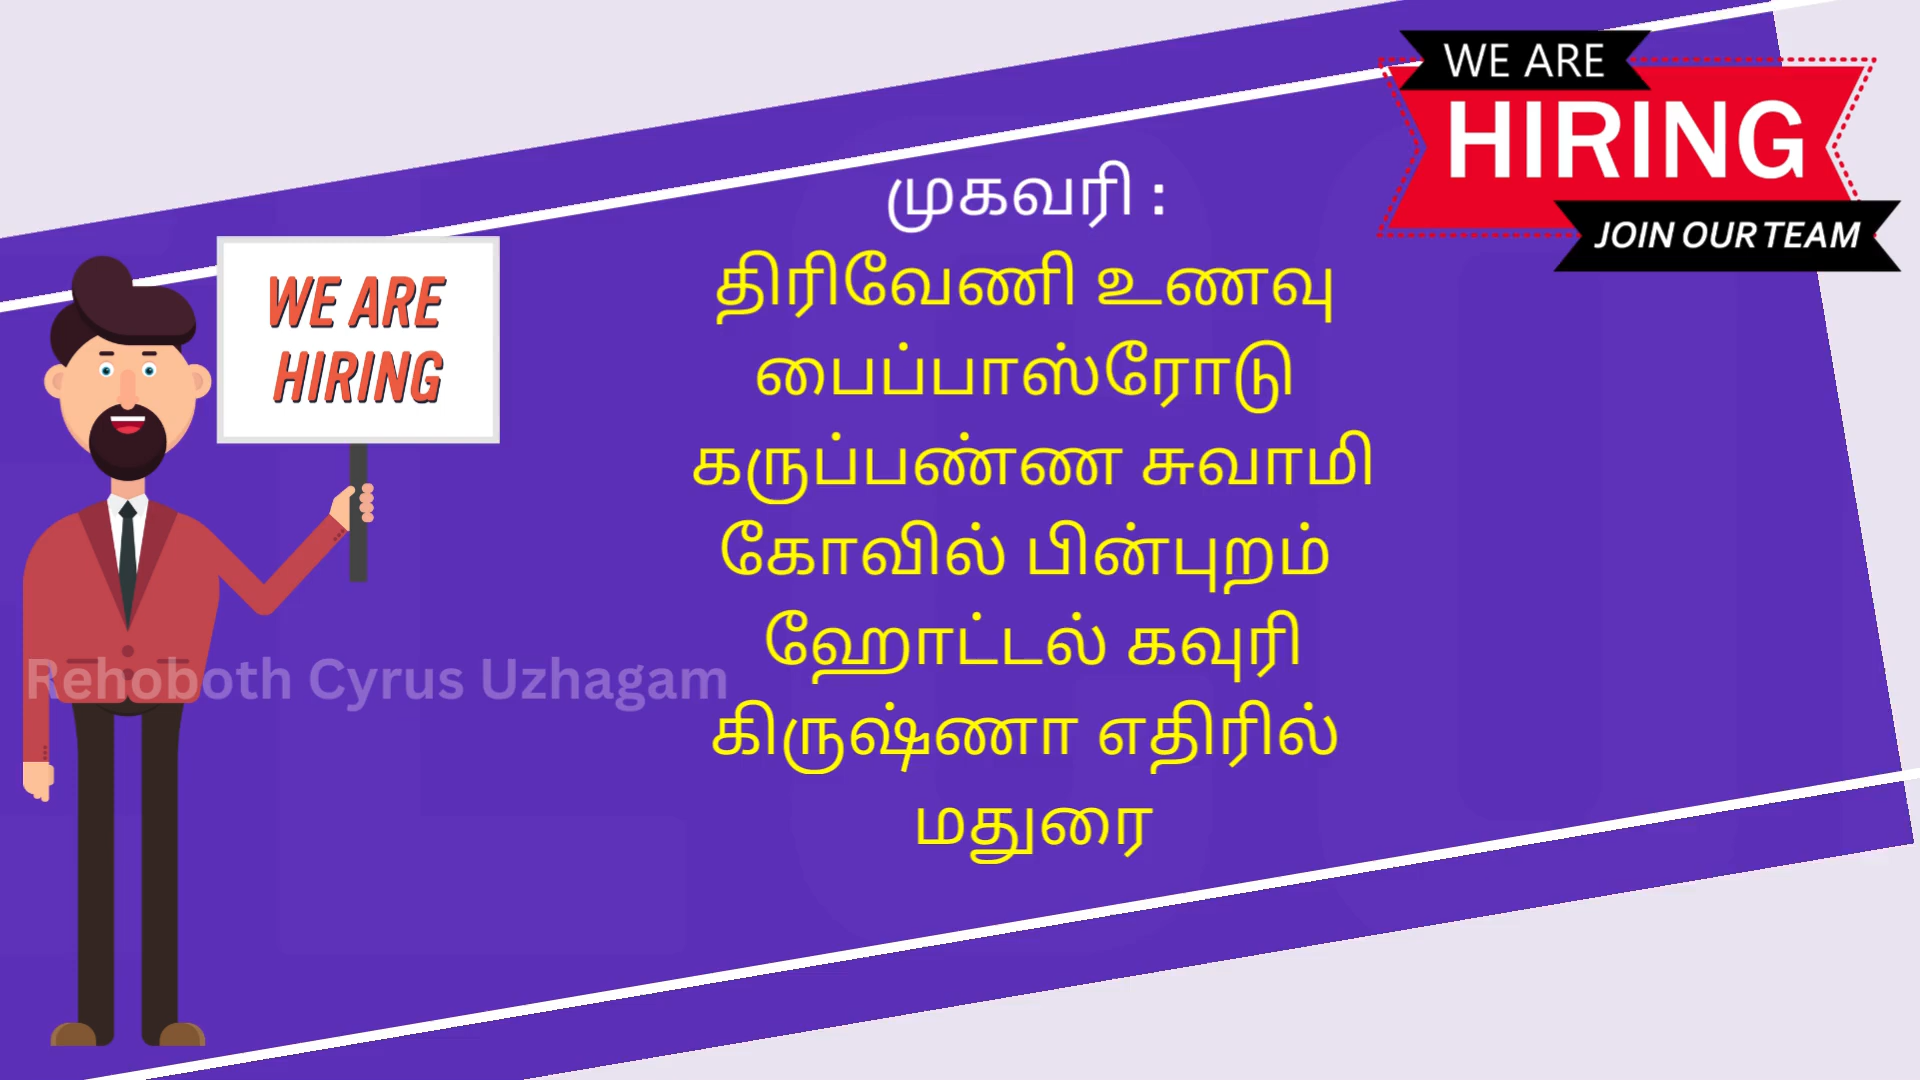 WE ARE
HIRING
JOIN OUR TEAM
WE ARE
HIRING
முகவரி :
திரிவேணி உணவு
பைப்பாஸ்ரோடு
கருப்பண்ண சுவாமி
கோவில் பின்புறம்
ஹோட்டல் கவுரி
கிருஷ்ணா எதிரில்
மதுரை
Rehoboth Cyrus Uzhagam